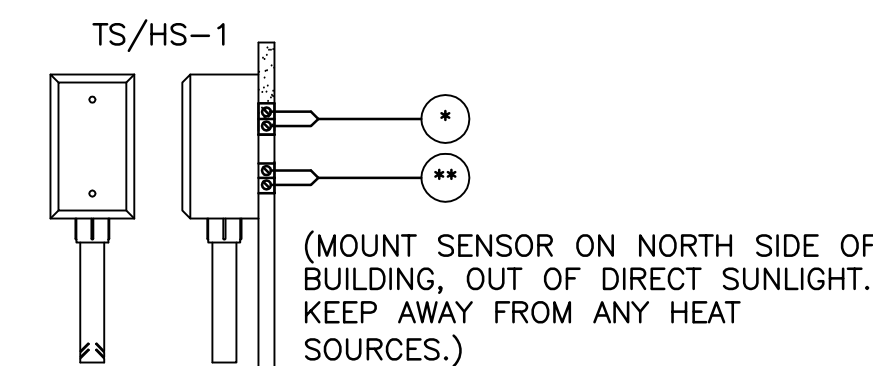 TS/HS-1
*
**
(MOUNT SENSOR ON NORTH SIDE OF
BUILDING, OUT OF DIRECT SUNLIGHT.
KEEP AWAY FROM ANY HEAT
SOURCES.)